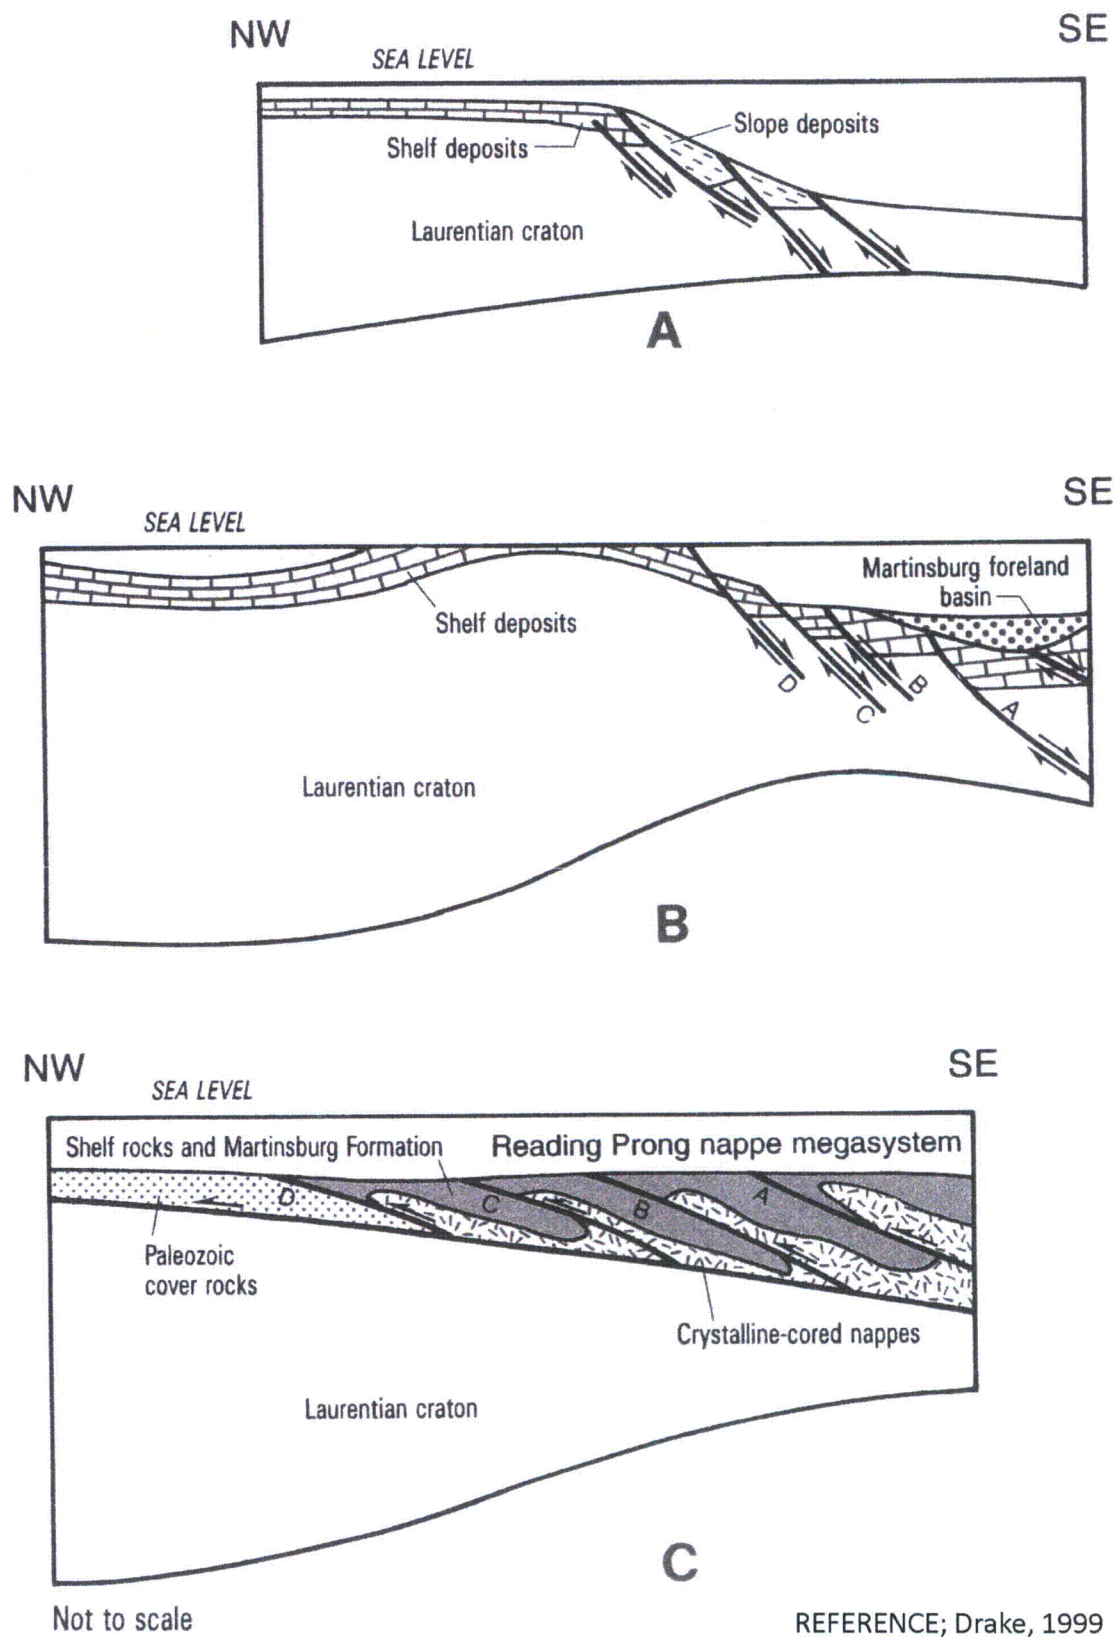 NW
SE
SEA LEVEL
Slope deposits
Shelf deposits
Laurentian craton
A
NW
SE
SEA LEVEL
Martinsburg foreland
basin
Shelf deposits
D
C
B
A
Laurentian craton
B
NW
SE
SEA LEVEL
Shelf rocks and Martinsburg Formation
Reading Prong nappe megasystem
D
C
B
A
Paleozoic
cover rocks
Crystalline-cored nappes
Laurentian craton
C
Not to scale
REFERENCE; Drake, 1999